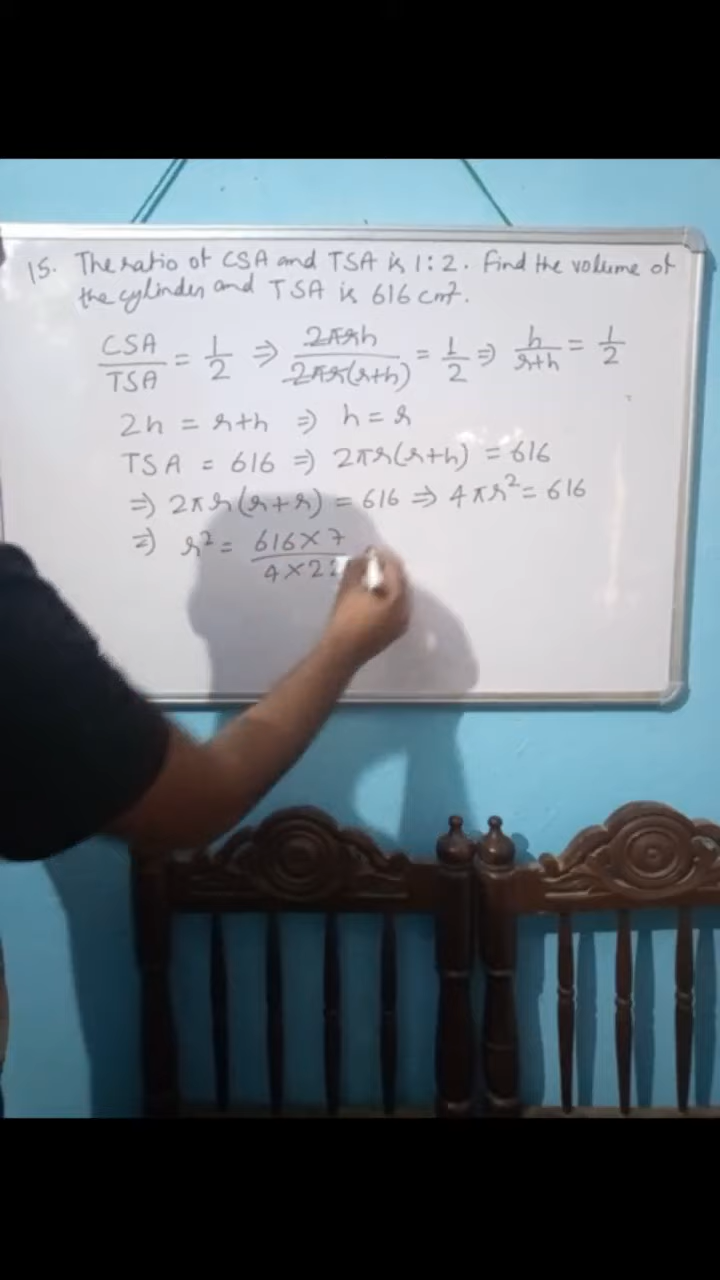 15. The ratio of CSA and TSA is 1:2. Find the volume of
the cylinder and TSA is 616 cm².
CSA/TSA = 1/2 ⇒ 2πrh/2πr(r+h) = 1/2 ⇒ h/r+h = 1/2
2h = r+h ⇒ h = r
TSA = 616 ⇒ 2πr(r+h) = 616
⇒ 2πr(r+r) = 616 ⇒ 4πr² = 616
⇒ r² = 616×7/4×22